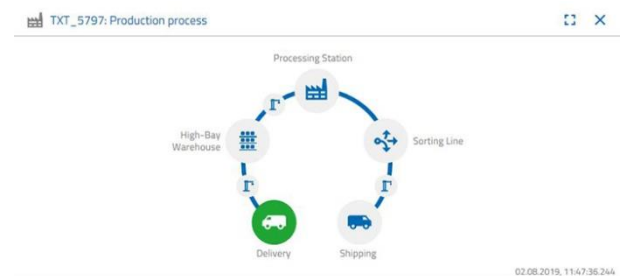 TXT_5797: Production process
Processing Station
High-Bay
Warehouse
Sorting Line
Delivery
Shipping
02.08.2019, 11:47:36.244